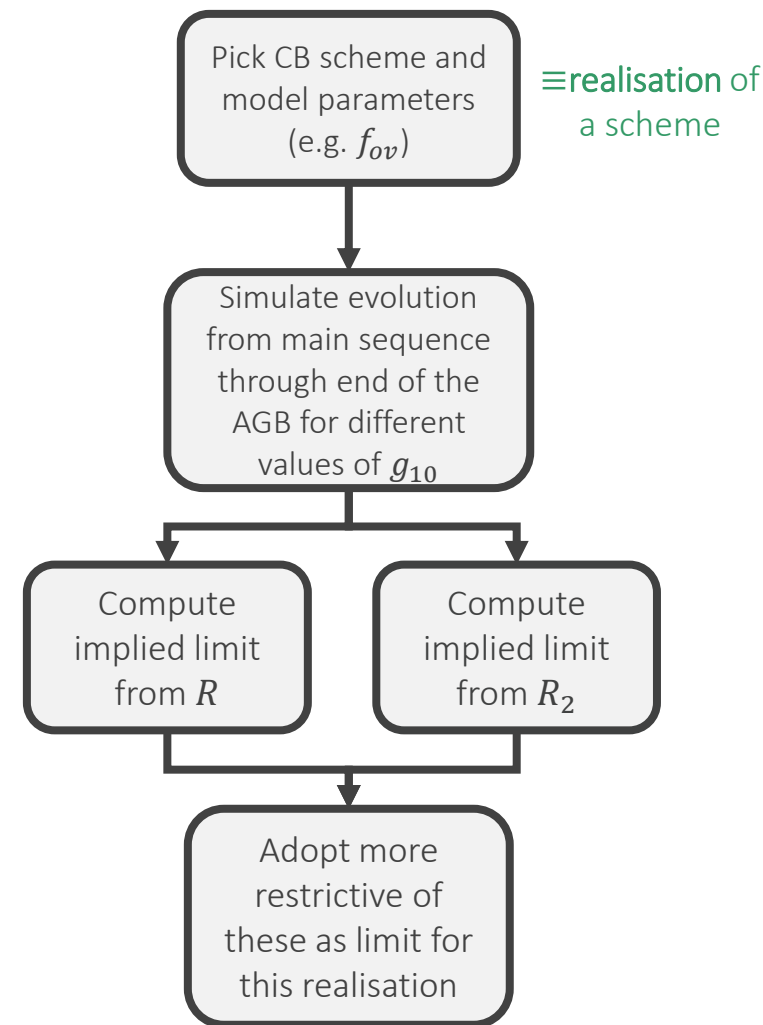 Pick CB scheme and
model parameters
(e.g. f_ov)
≡realisation of
a scheme
Simulate evolution
from main sequence
through end of the
AGB for different
values of g₁₀
Compute
implied limit
from R
Compute
implied limit
from R₂
Adopt more
restrictive of
these as limit for
this realisation